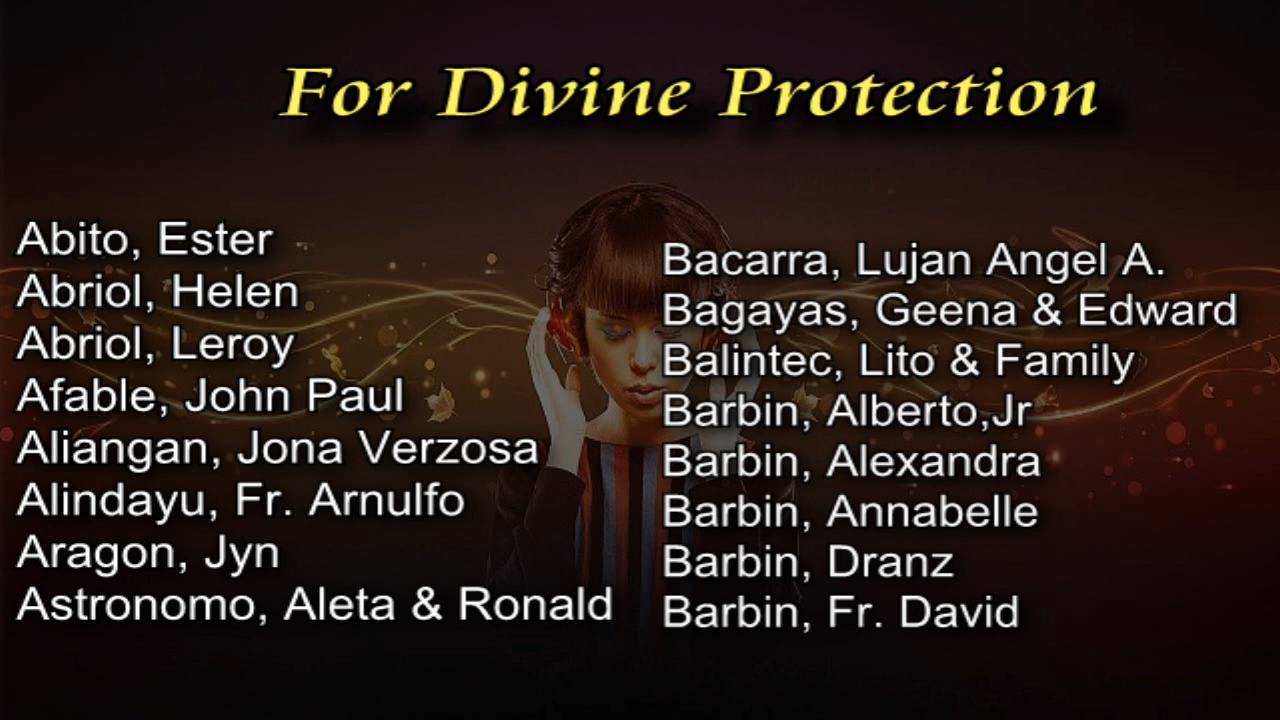 For Divine Protection
Abito, Ester
Abriol, Helen
Abriol, Leroy
Afable, John Paul
Aliangan, Jona Verzosa
Alindayu, Fr. Arnulfo
Aragon, Jyn
Astronomo, Aleta & Ronald
Bacarra, Lujan Angel A.
Bagayas, Geena & Edward
Balintec, Lito & Family
Barbin, Alberto,Jr
Barbin, Alexandra
Barbin, Annabelle
Barbin, Dranz
Barbin, Fr. David